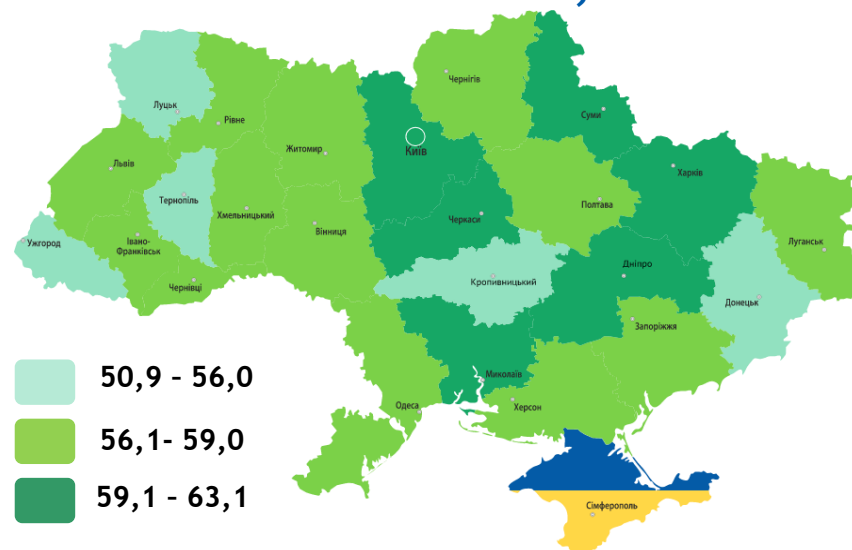 Чернігів
Луцьк
Рівне
Суми
Житомир
Київ
Львів
Харків
Тернопіль
Хмельницький
Черкаси
Полтава
Вінниця
Ужгород
Івано-
Франківськ
Луганськ
Дніпро
Чернівці
Кропивницький
Донецьк
Запоріжжя
Миколаїв
50,9 - 56,0
Одеса
Херсон
56,1- 59,0
59,1 - 63,1
Сімферополь